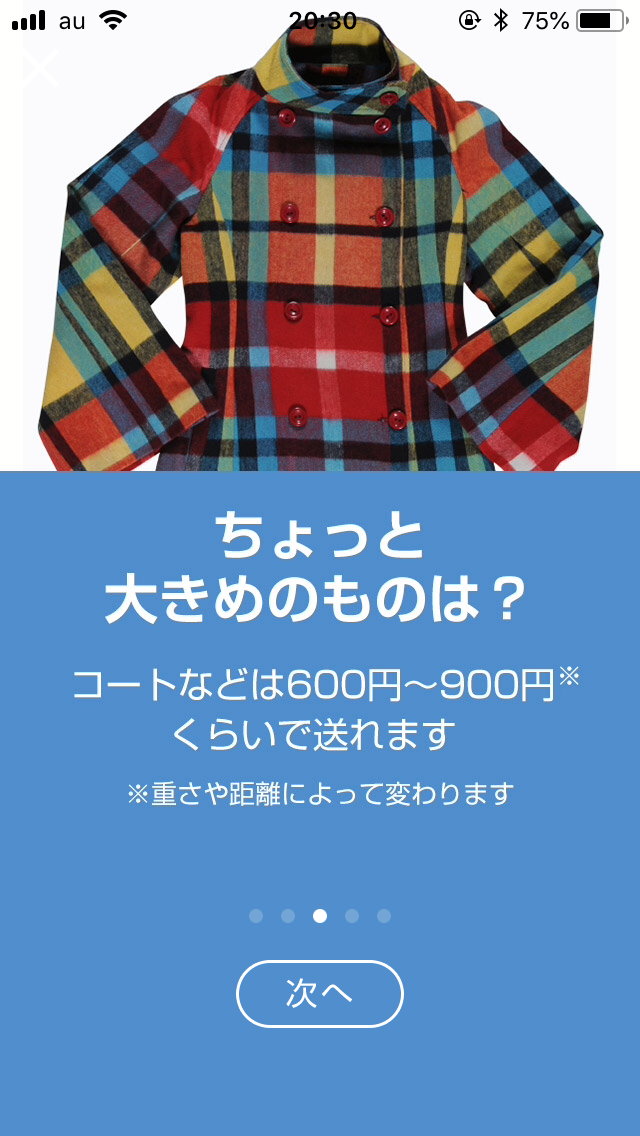 au 20:30 75%
ちょっと
大きめのものは？
コートなどは600円〜900円※
くらいで送れます
※重さや距離によって変わります
次へ